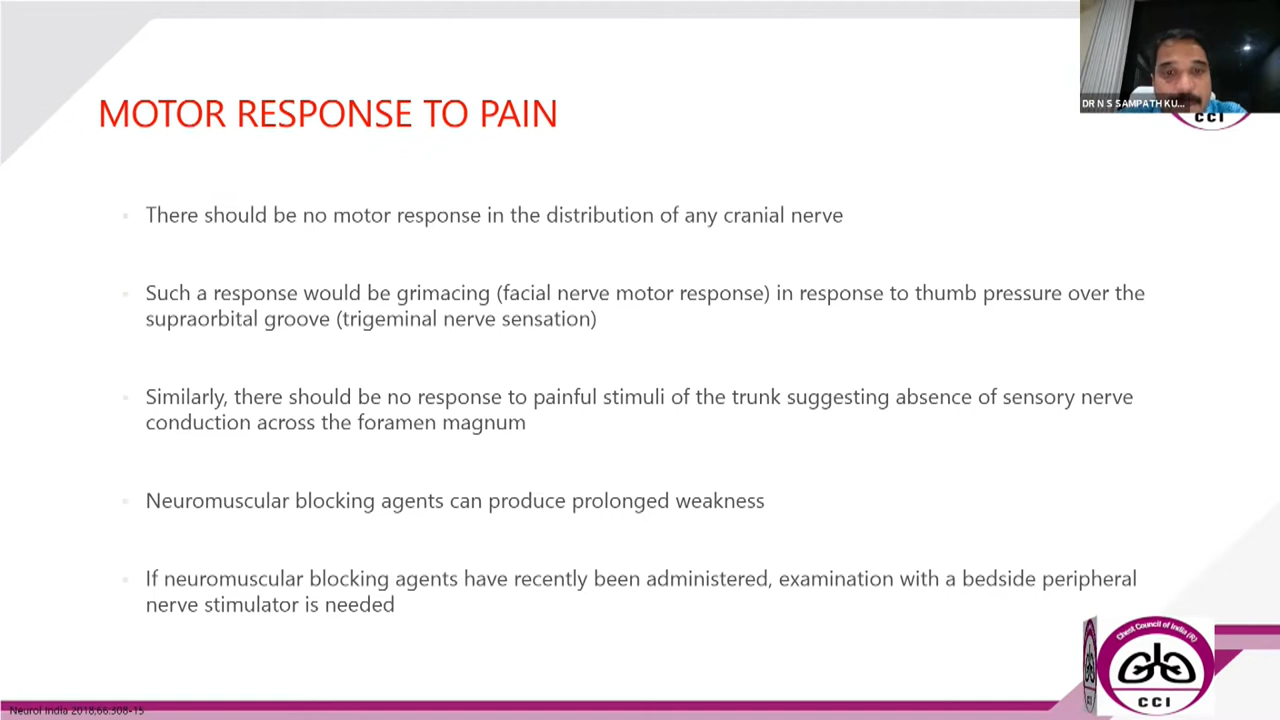 DR N S SAMPATH KU...
CCI
MOTOR RESPONSE TO PAIN
There should be no motor response in the distribution of any cranial nerve
Such a response would be grimacing (facial nerve motor response) in response to thumb pressure over the
supraorbital groove (trigeminal nerve sensation)
Similarly, there should be no response to painful stimuli of the trunk suggesting absence of sensory nerve
conduction across the foramen magnum
Neuromuscular blocking agents can produce prolonged weakness
If neuromuscular blocking agents have recently been administered, examination with a bedside peripheral
nerve stimulator is needed
Chest Council of India (R)
CCI
Neurol India 2018;66:308-15